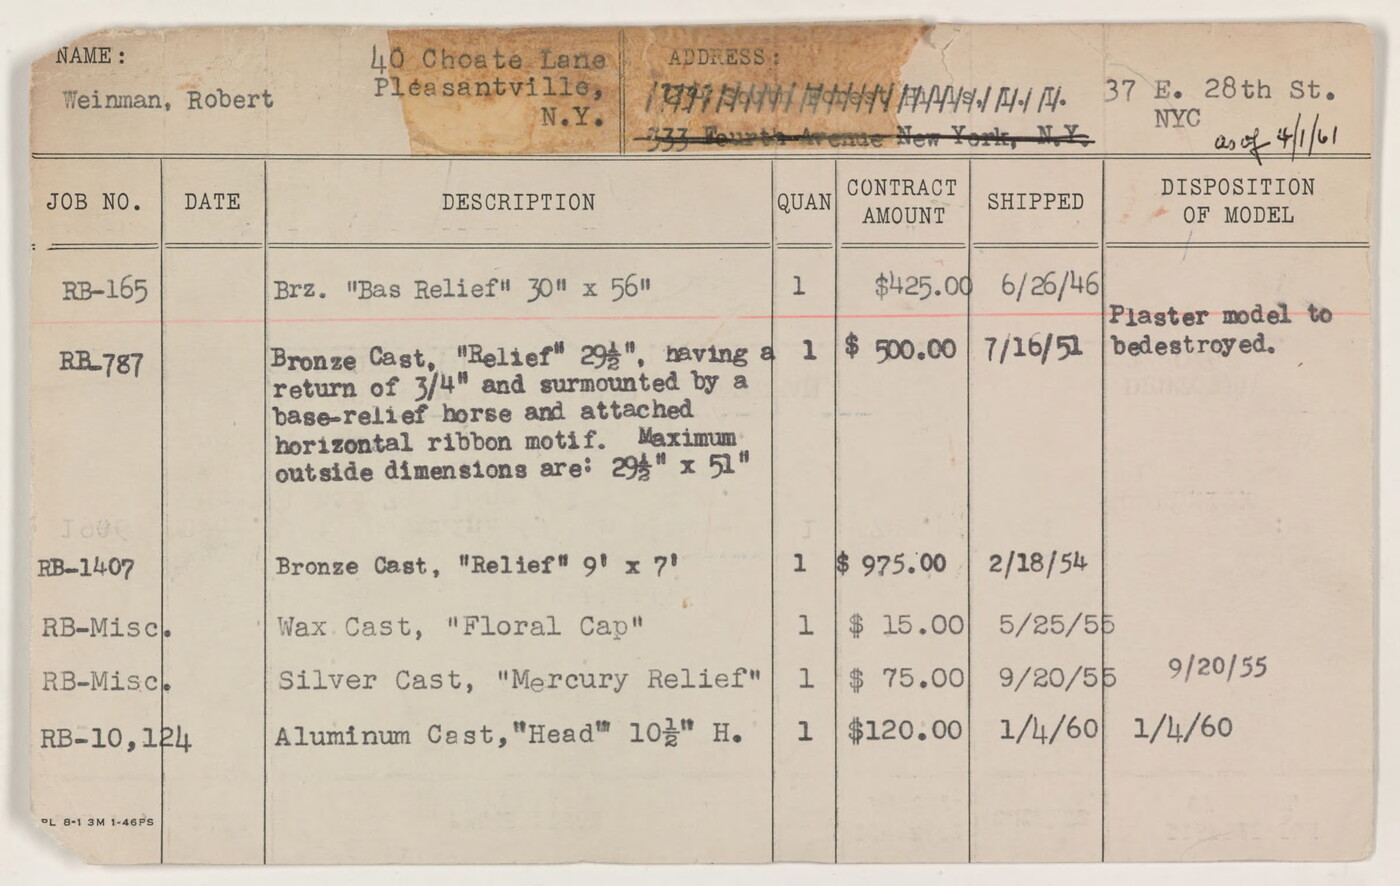 NAME:
Weinman, Robert
40 Choate Lane
Pleasantville,
N.Y.
ADDRESS:
333 Fourth Avenue New York, N.Y.
37 E. 28th St.
NYC
as of 4/1/61
JOB NO. DATE DESCRIPTION QUAN CONTRACT AMOUNT SHIPPED DISPOSITION OF MODEL
RB-165 Brz. "Bas Relief" 30" x 56" 1 $425.00 6/26/46
RB-787 Bronze Cast, "Relief" 29½", having a 1 $ 500.00 7/16/51 Plaster model to
return of 3/4" and surmounted by a bedestroyed.
base-relief horse and attached
horizontal ribbon motif. Maximum
outside dimensions are: 29½" x 51"
RB-1407 Bronze Cast, "Relief" 9' x 7' 1 $ 975.00 2/18/54
RB-Misc. Wax Cast, "Floral Cap" 1 $ 15.00 5/25/55
RB-Misc. Silver Cast, "Mercury Relief" 1 $ 75.00 9/20/55 9/20/55
RB-10,124 Aluminum Cast,"Head" 10½" H. 1 $120.00 1/4/60 1/4/60
PL 8-1 3M 1-46PS